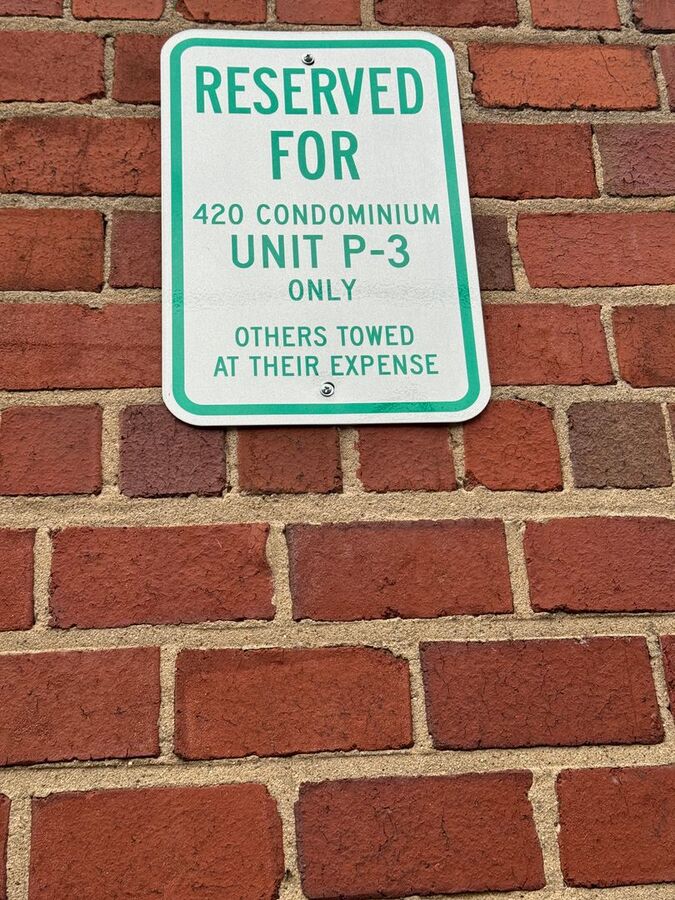 RESERVED
FOR
420 CONDOMINIUM
UNIT P-3
ONLY
OTHERS TOWED
AT THEIR EXPENSE